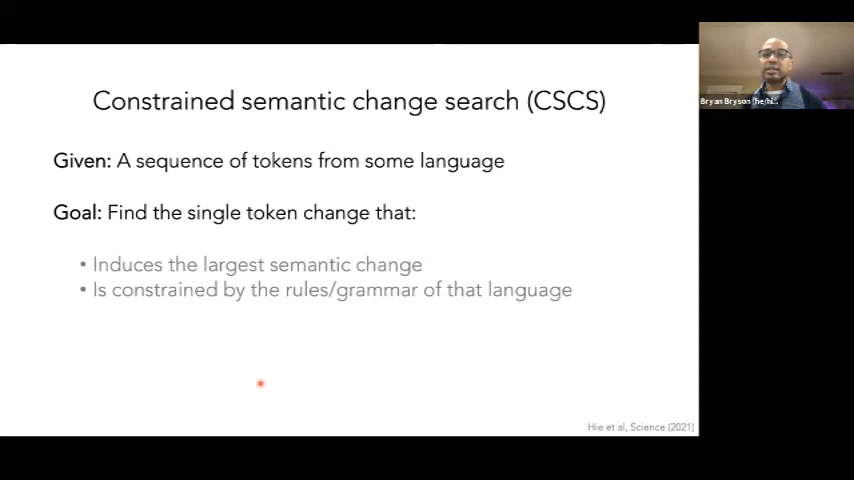 Constrained semantic change search (CSCS)
Given: A sequence of tokens from some language
Goal: Find the single token change that:
• Induces the largest semantic change
• Is constrained by the rules/grammar of that language
Hie et al, Science (2021)
Bryan Bryson (he/hi...